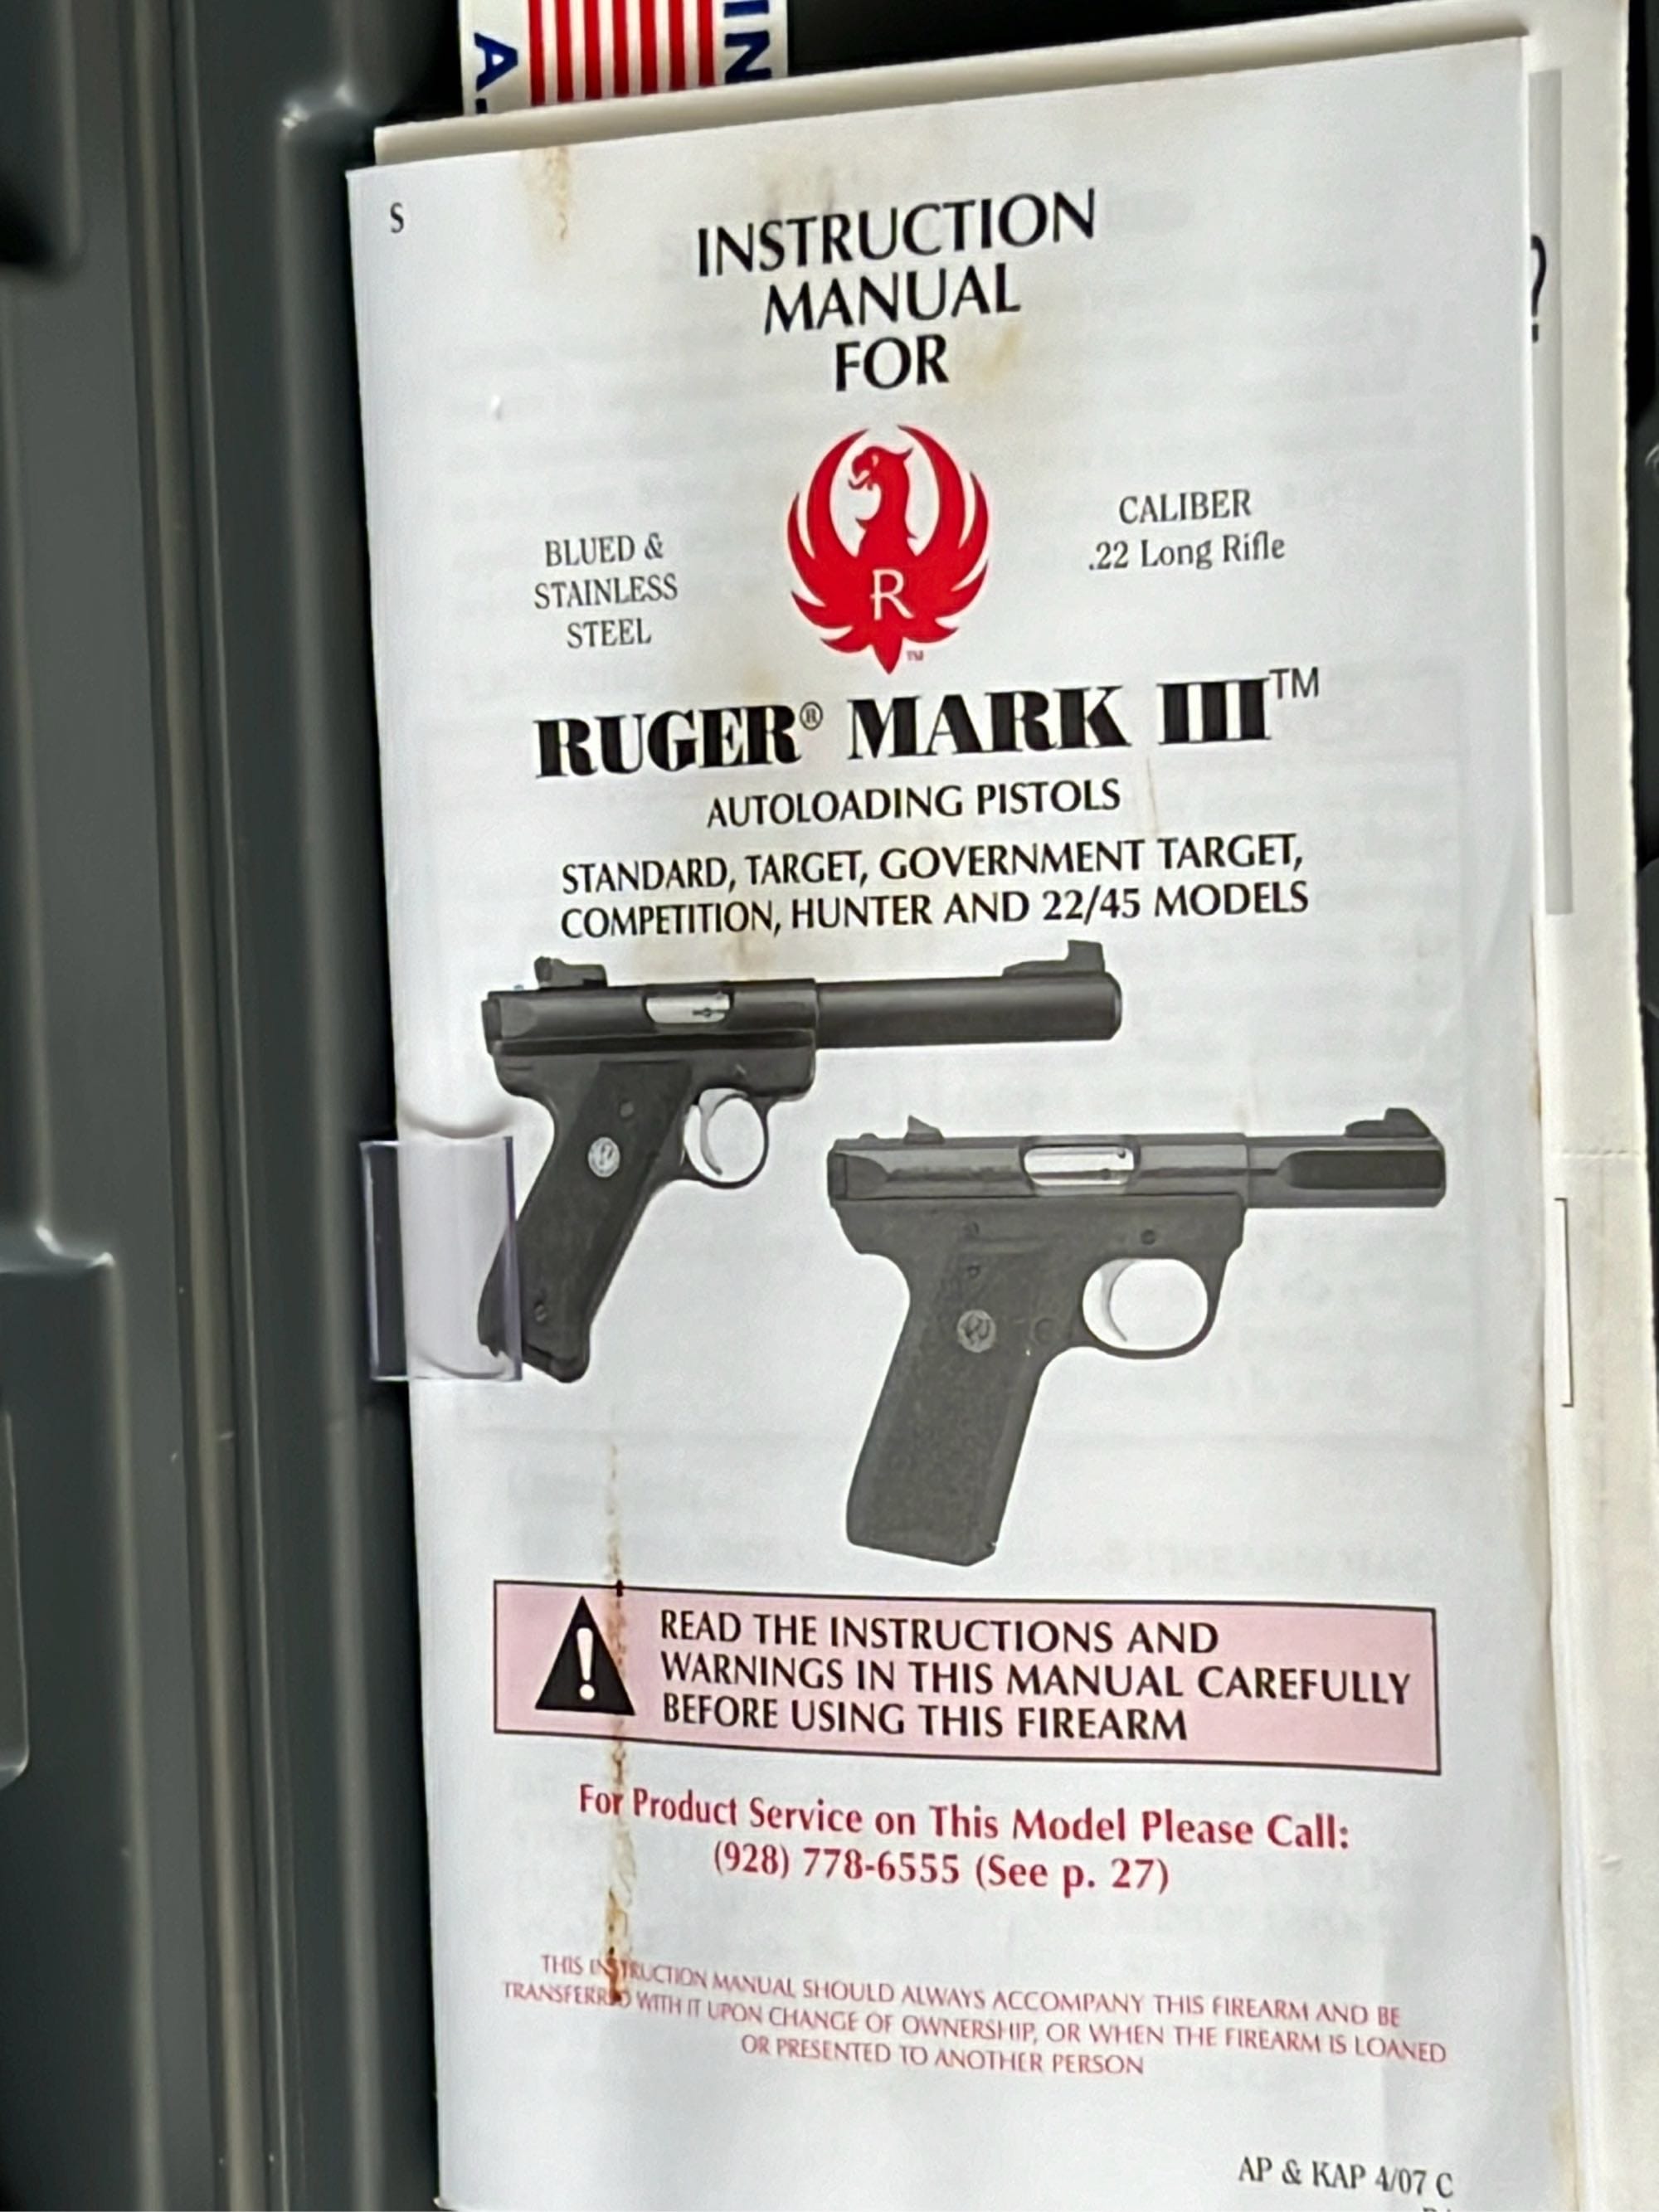 IN
A.
S
INSTRUCTION
MANUAL
FOR
BLUED &
STAINLESS
STEEL
R
TM
CALIBER
.22 Long Rifle
RUGER® MARK III™
AUTOLOADING PISTOLS
STANDARD, TARGET, GOVERNMENT TARGET,
COMPETITION, HUNTER AND 22/45 MODELS
!
READ THE INSTRUCTIONS AND
WARNINGS IN THIS MANUAL CAREFULLY
BEFORE USING THIS FIREARM
For Product Service on This Model Please Call:
(928) 778-6555 (See p. 27)
THIS INSTRUCTION MANUAL SHOULD ALWAYS ACCOMPANY THIS FIREARM AND BE
TRANSFERRED WITH IT UPON CHANGE OF OWNERSHIP, OR WHEN THE FIREARM IS LOANED
OR PRESENTED TO ANOTHER PERSON
AP & KAP 4/07 C
?